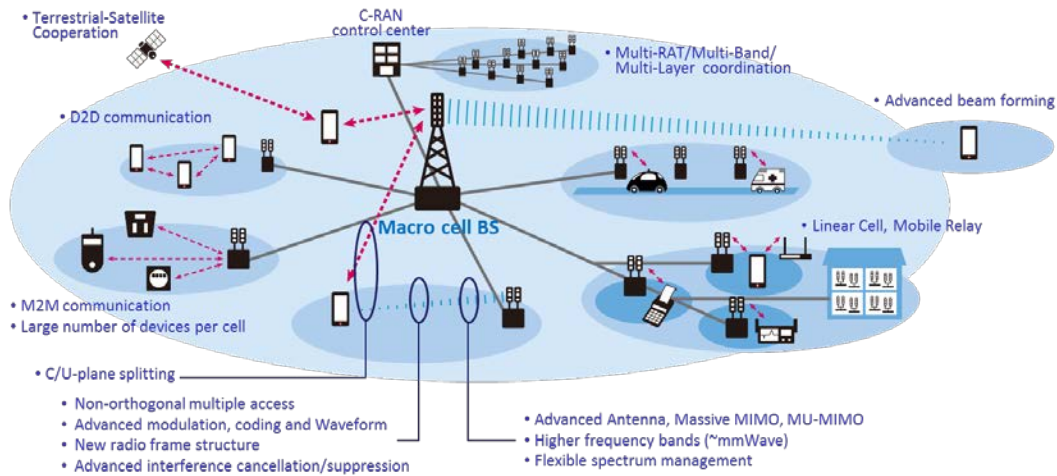 • Terrestrial-Satellite
Cooperation
C-RAN
control center
• Multi-RAT/Multi-Band/
Multi-Layer coordination
• Advanced beam forming
• D2D communication
Macro cell BS
• Linear Cell, Mobile Relay
• M2M communication
• Large number of devices per cell
• C/U-plane splitting
• Non-orthogonal multiple access
• Advanced modulation, coding and Waveform
• New radio frame structure
• Advanced interference cancellation/suppression
• Advanced Antenna, Massive MIMO, MU-MIMO
• Higher frequency bands (~mmWave)
• Flexible spectrum management